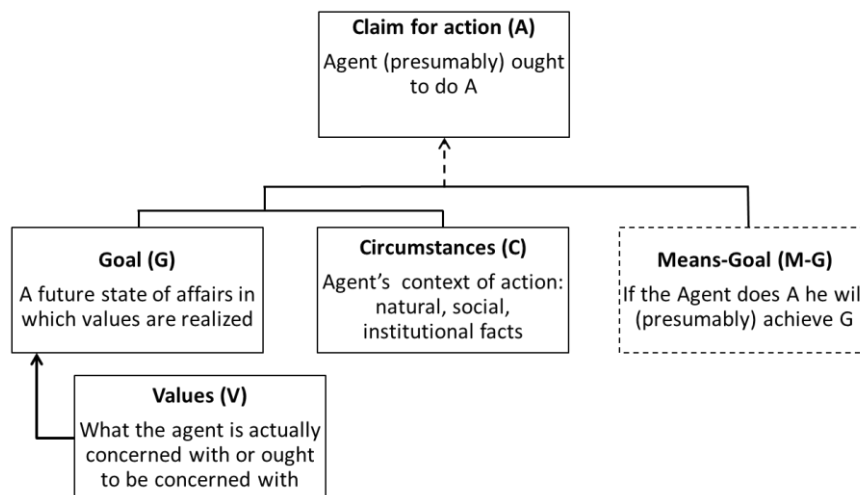 Claim for action (A)
Agent (presumably) ought
to do A
Goal (G)
A future state of affairs in
which values are realized
Circumstances (C)
Agent's context of action:
natural, social,
institutional facts
Means-Goal (M-G)
If the Agent does A he wil
(presumably) achieve G
Values (V)
What the agent is actually
concerned with or ought
to be concerned with